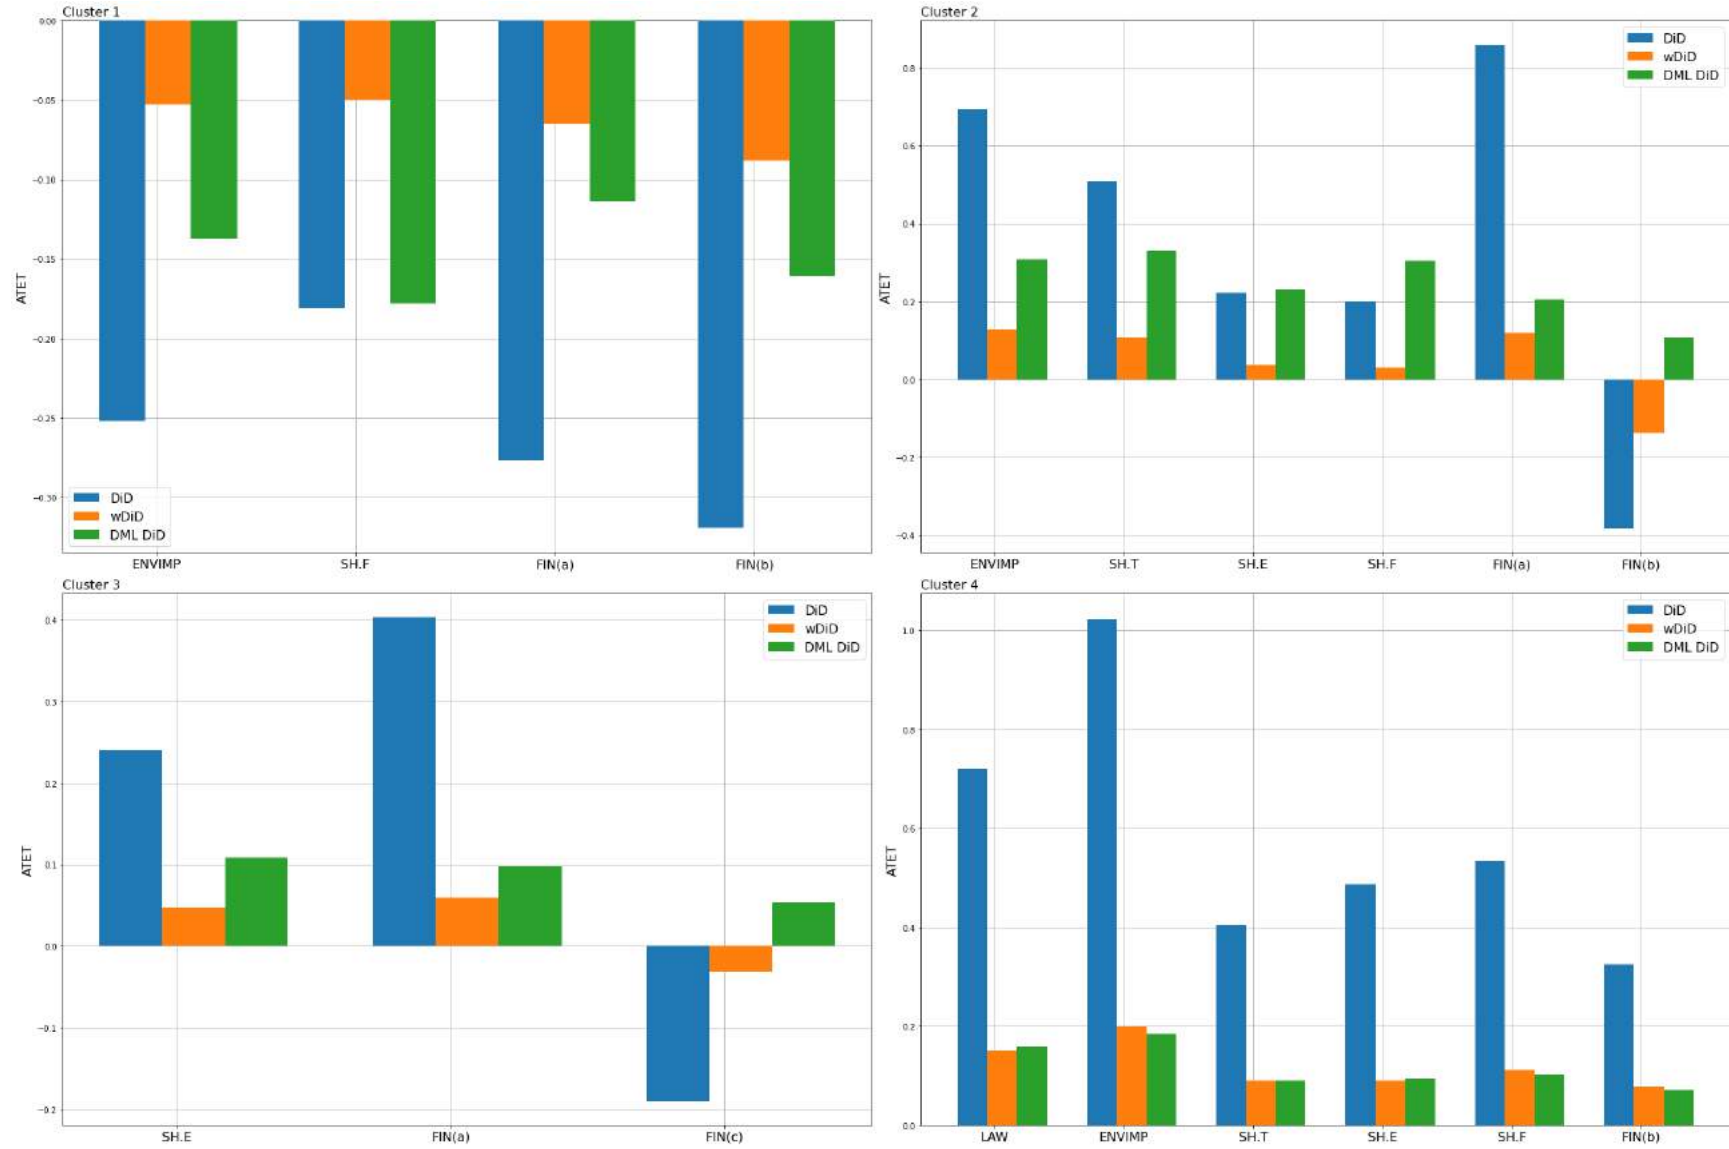 Cluster 1
0.00
−0.05
−0.10
−0.15
−0.20
−0.25
−0.30
ATET
DiD
wDiD
DML DiD
ENVIMP SH.F FIN(a) FIN(b)
Cluster 2
0.8
0.6
0.4
0.2
0.0
−0.2
−0.4
ATET
DiD
wDiD
DML DiD
ENVIMP SH.T SH.E SH.F FIN(a) FIN(b)
Cluster 3
0.4
0.3
0.2
0.1
0.0
−0.1
−0.2
ATET
DiD
wDiD
DML DiD
SH.E FIN(a) FIN(c)
Cluster 4
1.0
0.8
0.6
0.4
0.2
0.0
ATET
DiD
wDiD
DML DiD
LAW ENVIMP SH.T SH.E SH.F FIN(b)